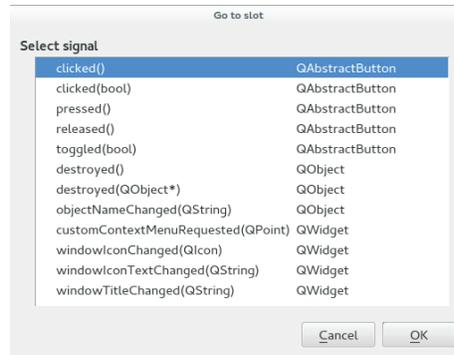 Go to slot
Select signal
clicked() QAbstractButton
clicked(bool) QAbstractButton
pressed() QAbstractButton
released() QAbstractButton
toggled(bool) QAbstractButton
destroyed() QObject
destroyed(QObject*) QObject
objectNameChanged(QString) QObject
customContextMenuRequested(QPoint) QWidget
windowIconChanged(QIcon) QWidget
windowIconTextChanged(QString) QWidget
windowTitleChanged(QString) QWidget
Cancel OK